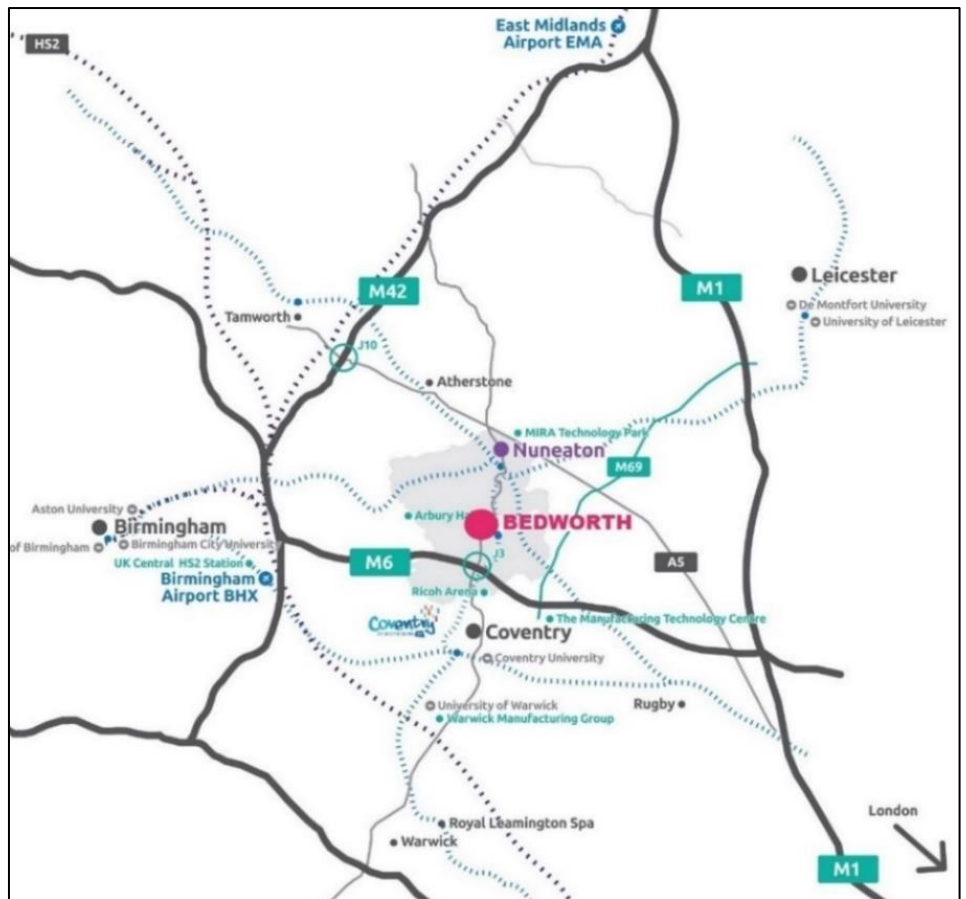 East Midlands
Airport EMA
HS2
M42
M1
Leicester
De Montfort University
University of Leicester
Tamworth
J10
Atherstone
MIRA Technology Park
Nuneaton
M69
Aston University
Birmingham
of Birmingham
Birmingham City University
Arbury Ha
BEDWORTH
J3
M6
A5
UK Central HS2 Station
Birmingham
Airport BHX
Ricoh Arena
Coventry
The Manufacturing Technology Centre
Coventry
Coventry University
University of Warwick
Warwick Manufacturing Group
Rugby
Royal Leamington Spa
Warwick
London
M1